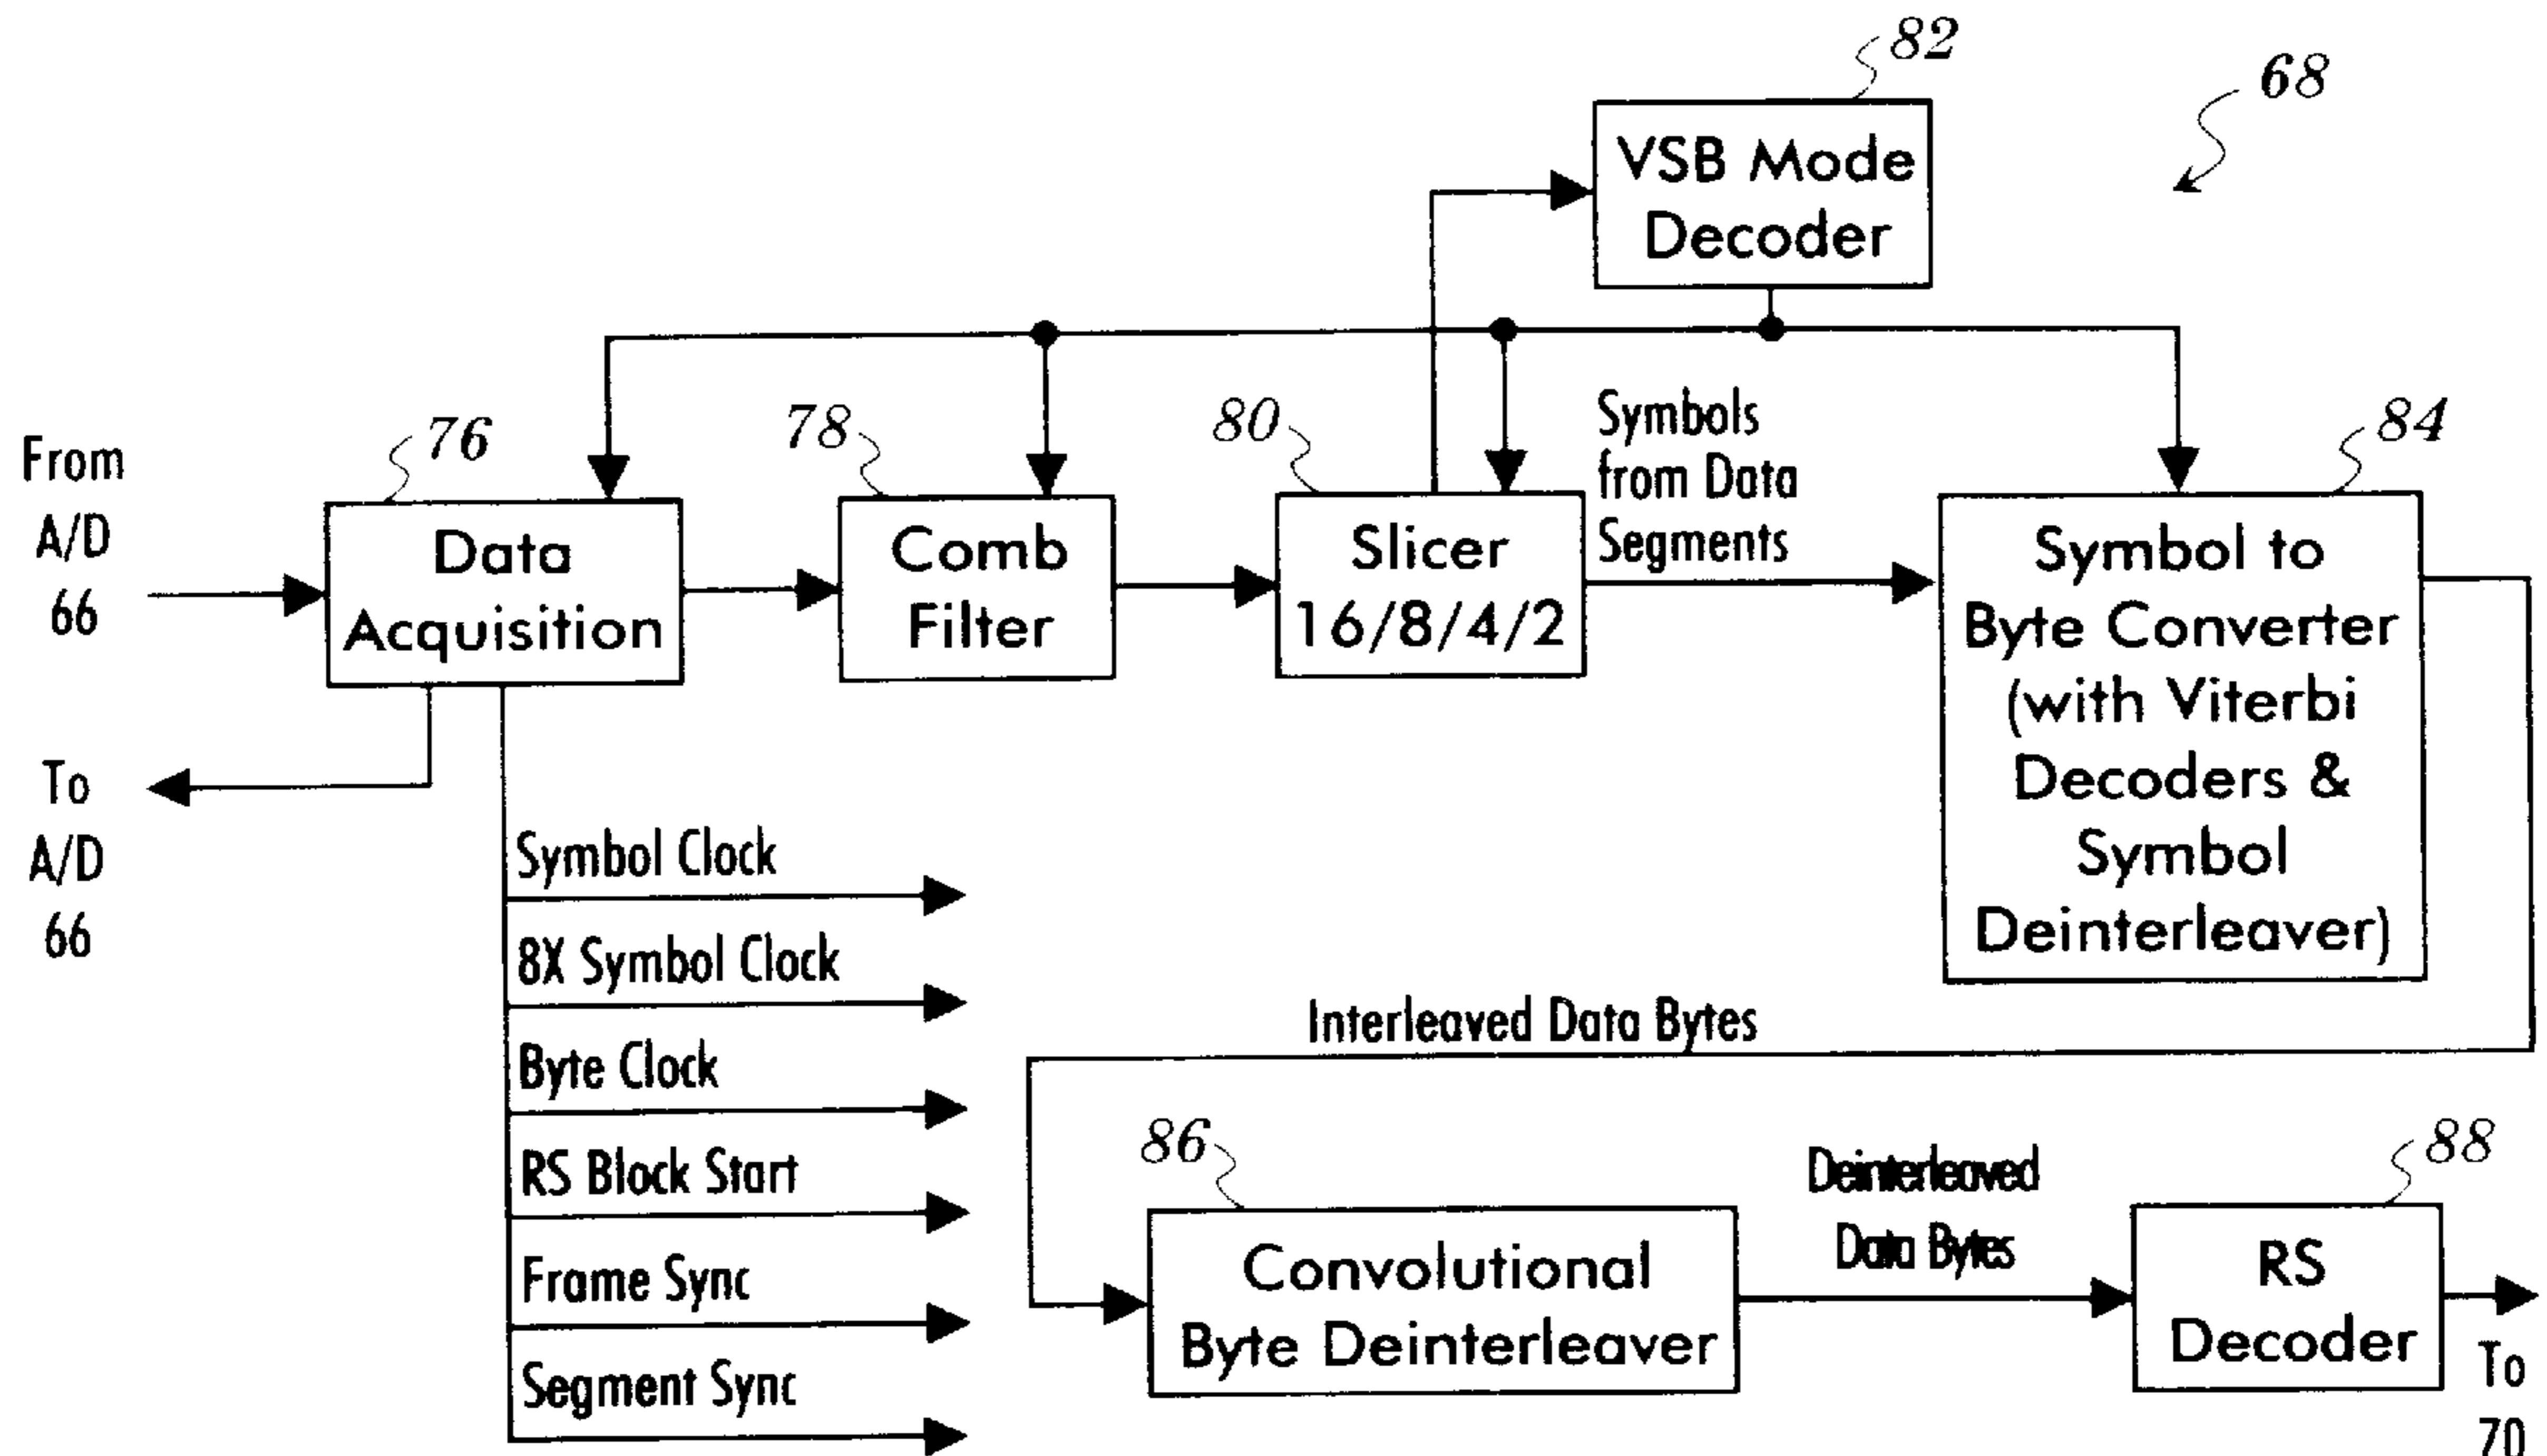 82
68
VSB Mode
Decoder
From
A/D
66
76
78
80
Symbols
from Data
Segments
84
Data
Acquisition
Comb
Filter
Slicer
16/8/4/2
Symbol to
Byte Converter
(with Viterbi
Decoders &
Symbol
Deinterleaver)
To
A/D
66
Symbol Clock
8X Symbol Clock
Byte Clock
RS Block Start
Frame Sync
Segment Sync
Interleaved Data Bytes
86
Convolutional
Byte Deinterleaver
Deinterleaved
Data Bytes
88
RS
Decoder
To
70